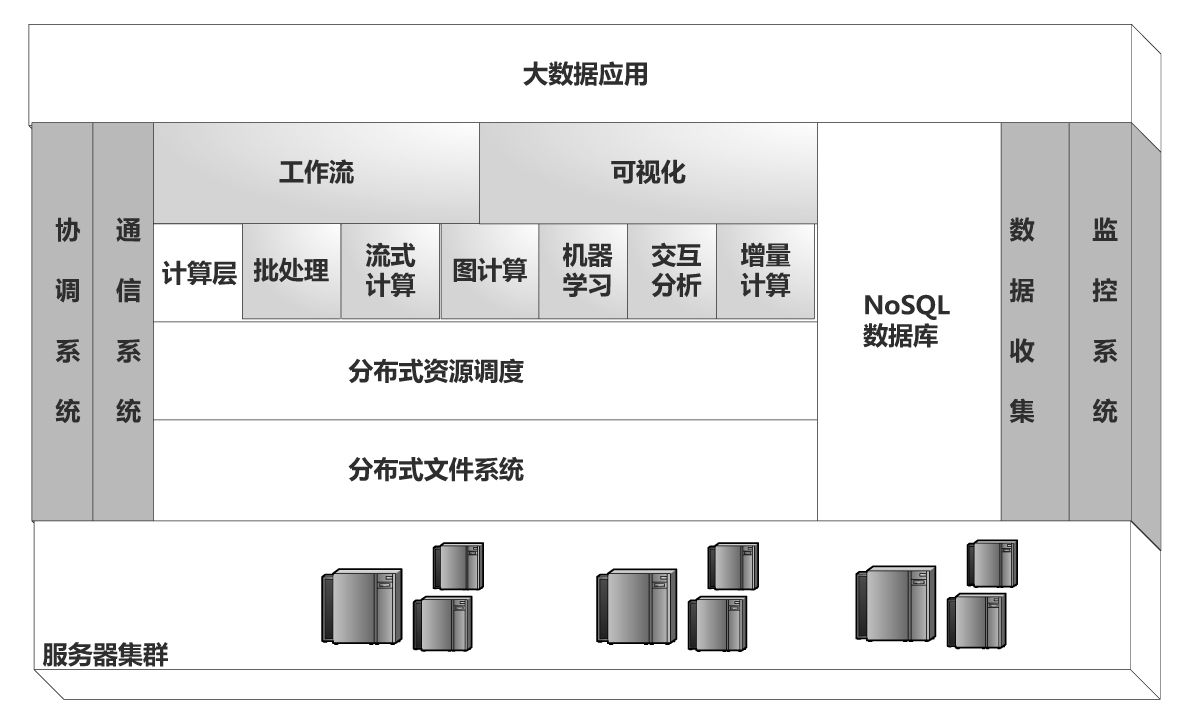 大数据应用
协调系统
通信系统
工作流
可视化
计算层
批处理
流式
计算
图计算
机器
学习
交互
分析
增量
计算
分布式资源调度
分布式文件系统
NoSQL
数据库
数据收集
监控系统
服务器集群